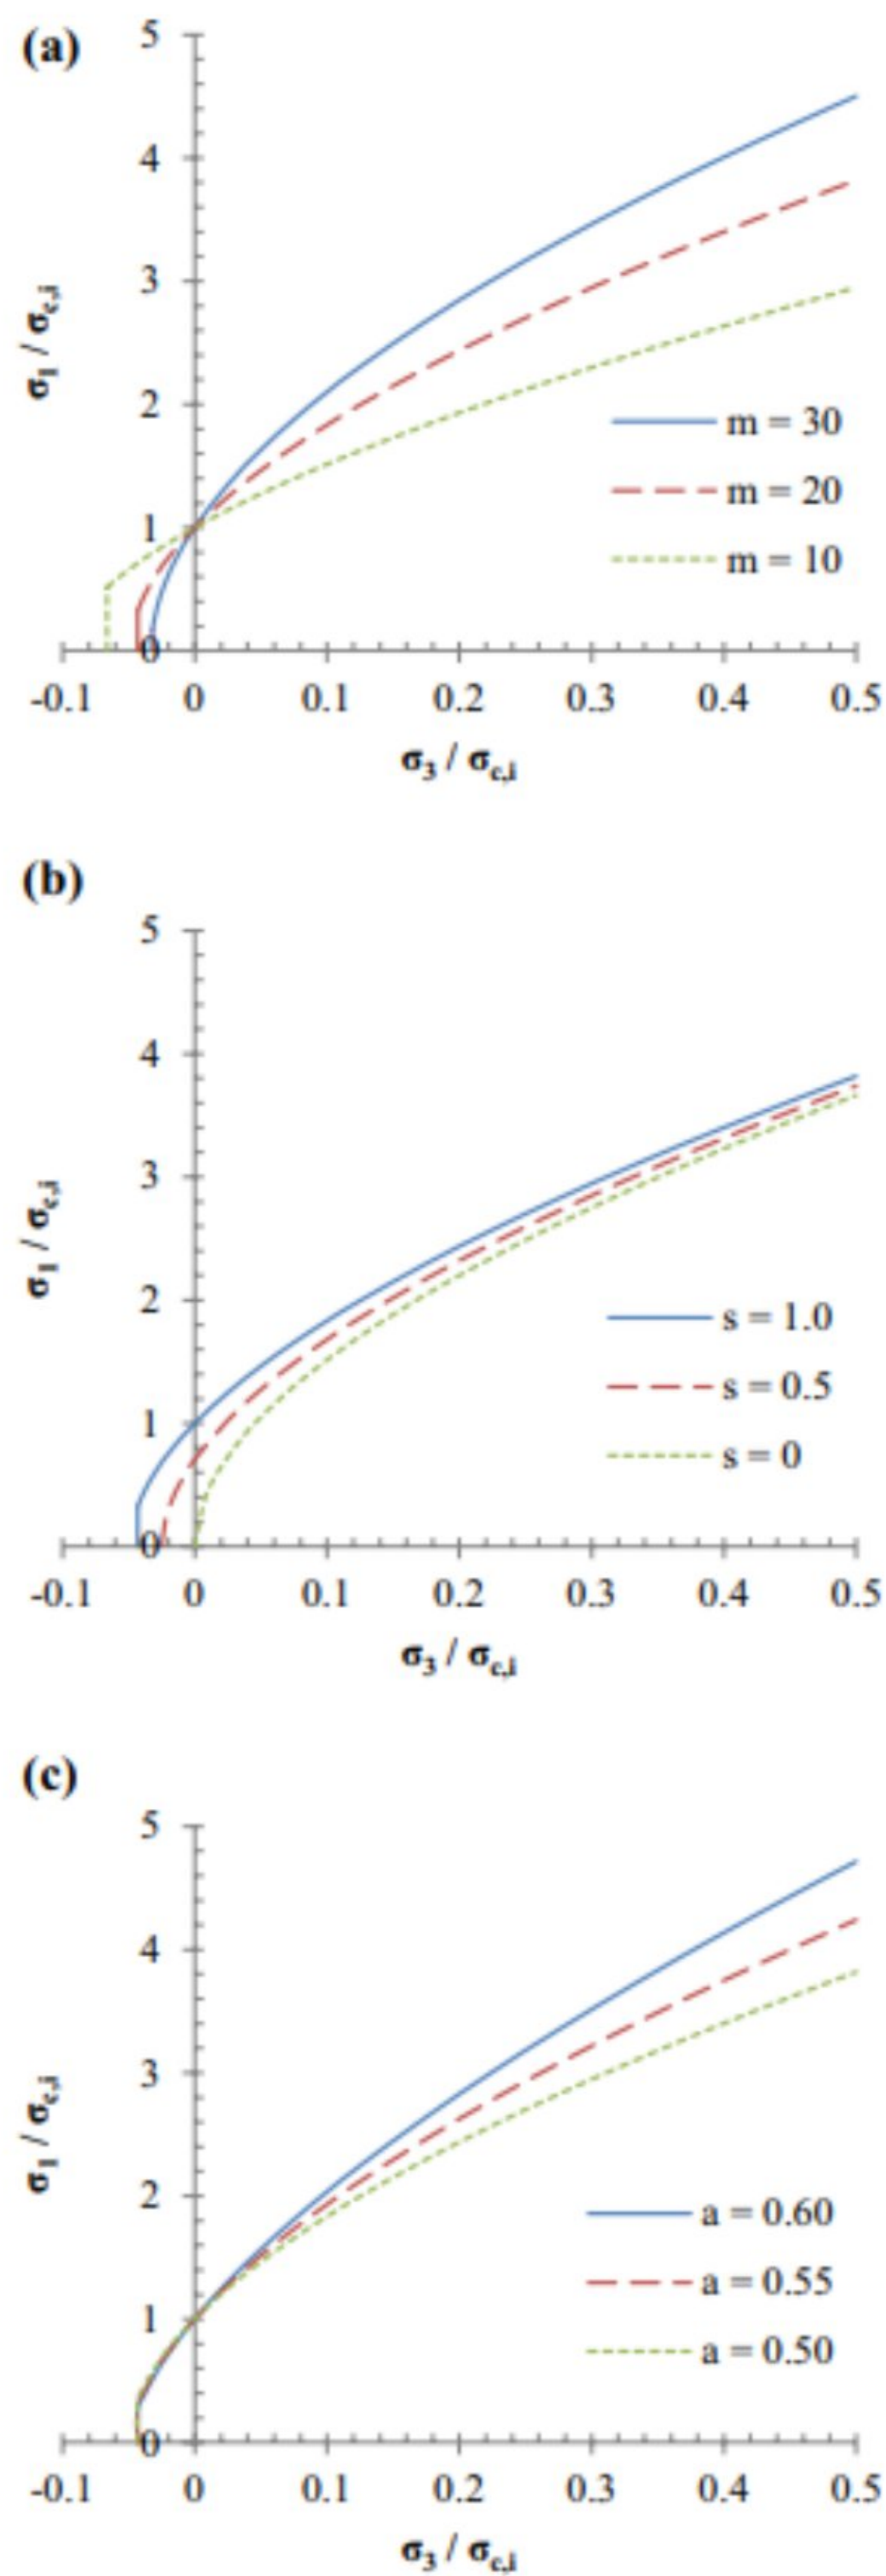 (a)
5
4
3
2
1
0
σ₁ / σc,i
m = 30
m = 20
m = 10
-0.1 0 0.1 0.2 0.3 0.4 0.5
σ₃ / σc,i
(b)
5
4
3
2
1
0
σ₁ / σc,i
s = 1.0
s = 0.5
s = 0
-0.1 0 0.1 0.2 0.3 0.4 0.5
σ₃ / σc,i
(c)
5
4
3
2
1
0
σ₁ / σc,i
a = 0.60
a = 0.55
a = 0.50
-0.1 0 0.1 0.2 0.3 0.4 0.5
σ₃ / σc,i